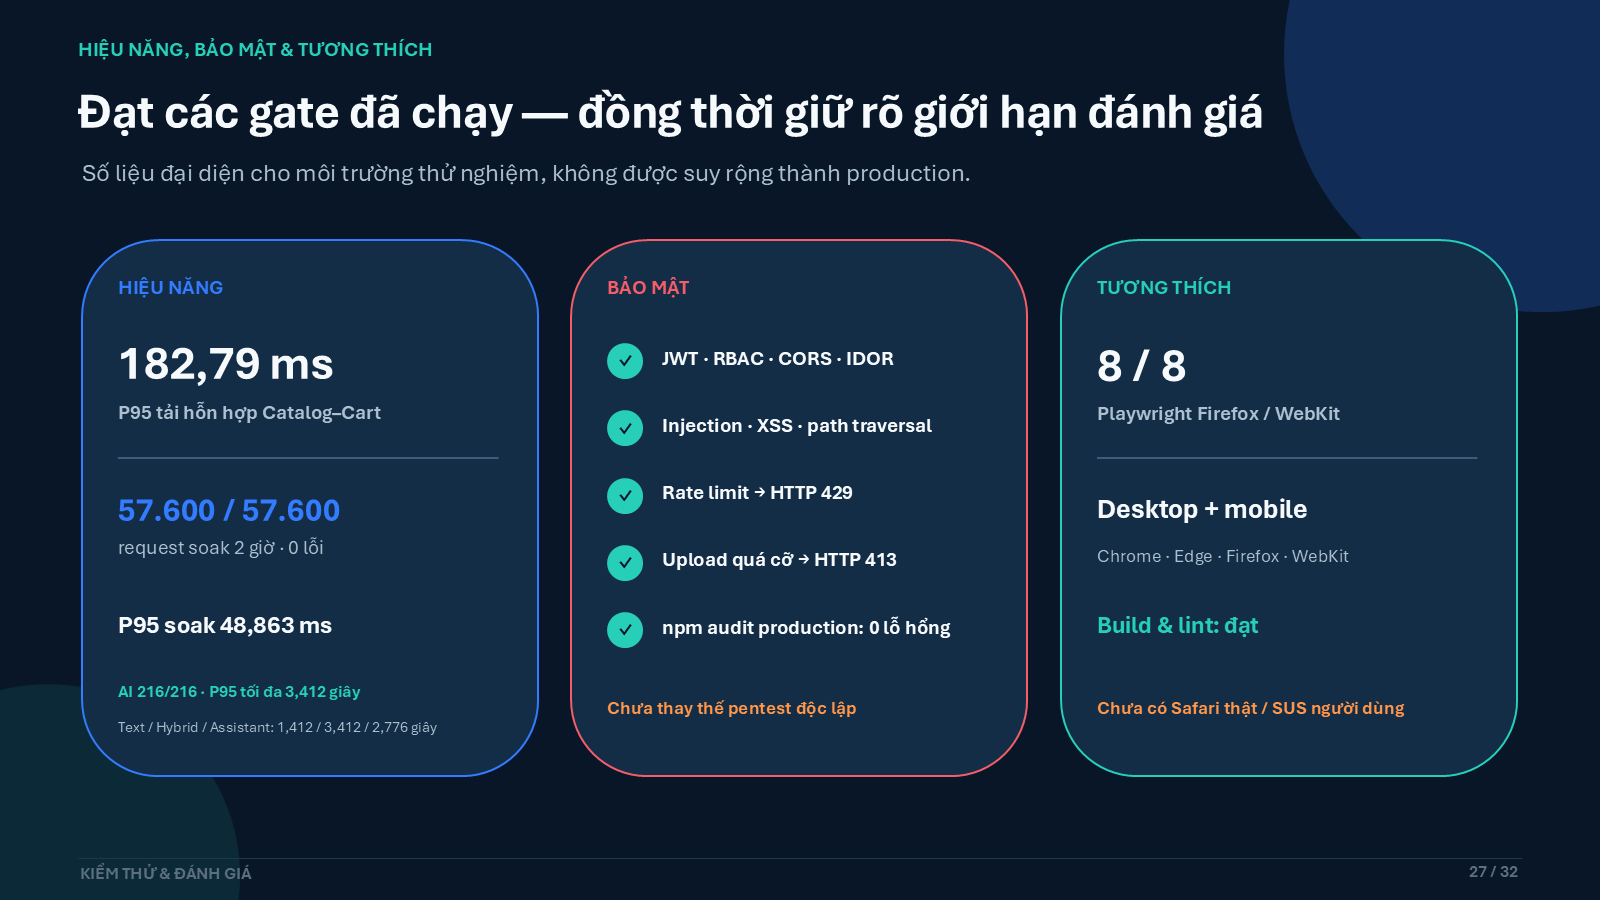 HIỆU NĂNG, BẢO MẬT & TƯƠNG THÍCH
Đạt các gate đã chạy — đồng thời giữ rõ giới hạn đánh giá
Số liệu đại diện cho môi trường thử nghiệm, không được suy rộng thành production.
HIỆU NĂNG
182,79 ms
P95 tải hỗn hợp Catalog–Cart
57.600 / 57.600
request soak 2 giờ · 0 lỗi
P95 soak 48,863 ms
AI 216/216 · P95 tối đa 3,412 giây
Text / Hybrid / Assistant: 1,412 / 3,412 / 2,776 giây
BẢO MẬT
JWT · RBAC · CORS · IDOR
Injection · XSS · path traversal
Rate limit → HTTP 429
Upload quá cỡ → HTTP 413
npm audit production: 0 lỗ hổng
Chưa thay thế pentest độc lập
TƯƠNG THÍCH
8 / 8
Playwright Firefox / WebKit
Desktop + mobile
Chrome · Edge · Firefox · WebKit
Build & lint: đạt
Chưa có Safari thật / SUS người dùng
KIỂM THỬ & ĐÁNH GIÁ
27 / 32